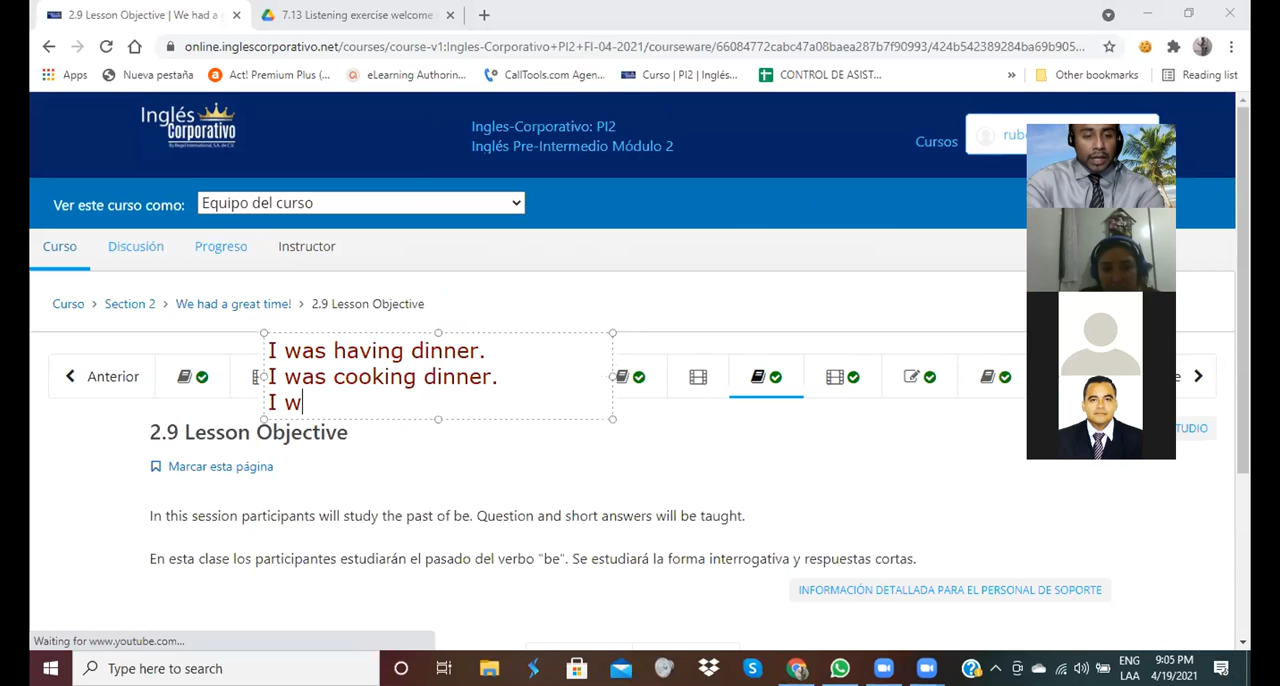 2.9 Lesson Objective | We had a g
7.13 Listening exercise welcome
online.inglescorporativo.net/courses/course-v1:Ingles-Corporativo+PI2+FI-04-2021/courseware/66084772cabc47a08baea287b7f90993/424b542389284ba69b905...
Apps
Nueva pestaña
Act! Premium Plus (...
eLearning Authorin...
CallTools.com Agen...
Curso | PI2 | Inglés...
CONTROL DE ASIST...
»
Other bookmarks
Reading list
Inglés
Corporativo
Ingles-Corporativo: PI2
Inglés Pre-Intermedio Módulo 2
Cursos
Ver este curso como:
Equipo del curso
Curso
Discusión
Progreso
Instructor
Curso > Section 2 > We had a great time! > 2.9 Lesson Objective
I was having dinner.
I was cooking dinner.
I w
Anterior
2.9 Lesson Objective
Marcar esta página
In this session participants will study the past of be. Question and short answers will be taught.
En esta clase los participantes estudiarán el pasado del verbo "be". Se estudiará la forma interrogativa y respuestas cortas.
INFORMACIÓN DETALLADA PARA EL PERSONAL DE SOPORTE
Waiting for www.youtube.com...
Type here to search
ENG
LAA
9:05 PM
4/19/2021